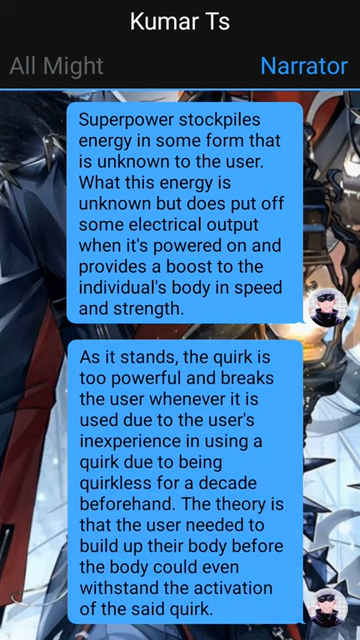 Kumar Ts
All Might
Narrator
Superpower stockpiles
energy in some form that
is unknown to the user.
What this energy is
unknown but does put off
some electrical output
when it's powered on and
provides a boost to the
individual's body in speed
and strength.
As it stands, the quirk is
too powerful and breaks
the user whenever it is
used due to the user's
inexperience in using a
quirk due to being
quirkless for a decade
beforehand. The theory is
that the user needed to
build up their body before
the body could even
withstand the activation
of the said quirk.